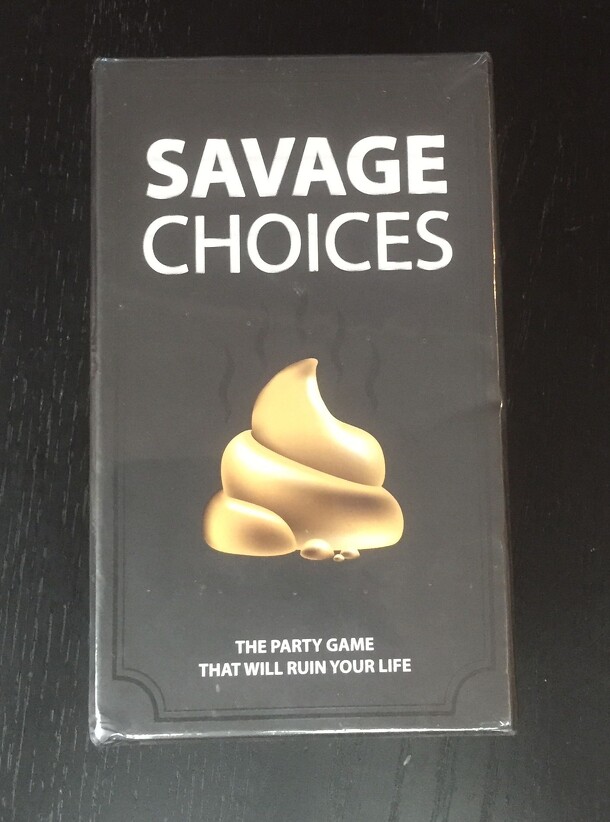 SAVAGE
CHOICES
THE PARTY GAME
THAT WILL RUIN YOUR LIFE